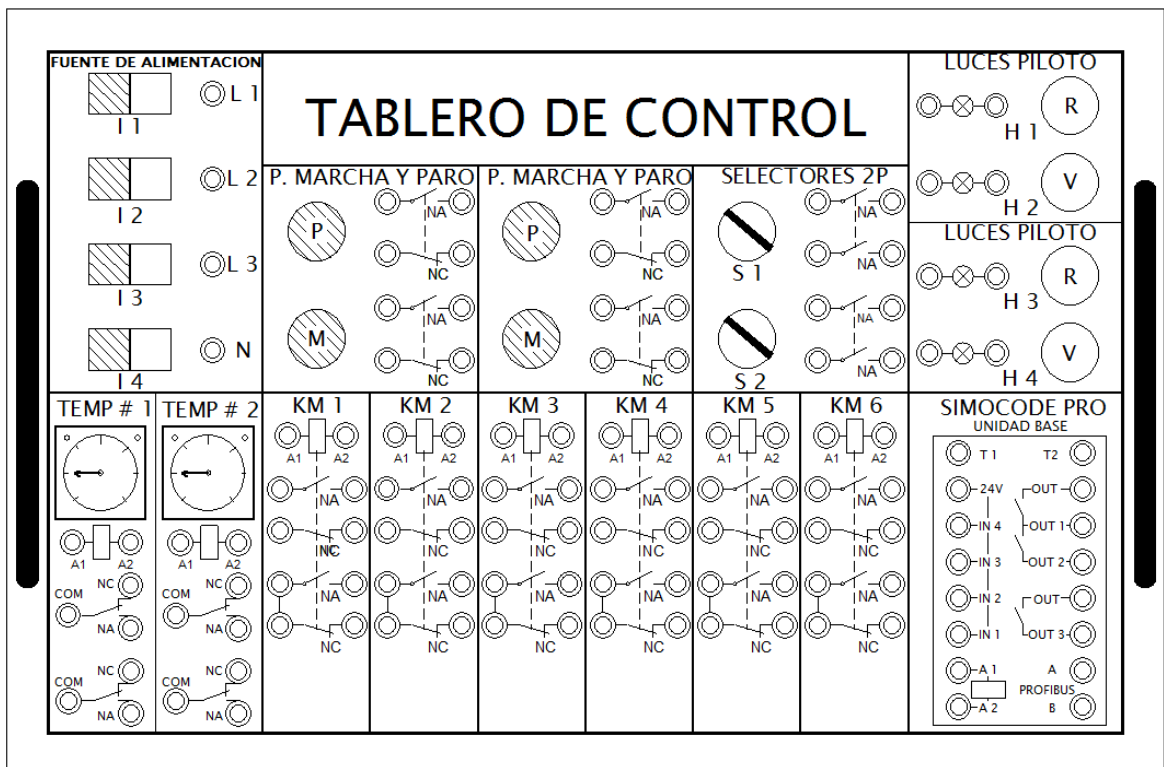 FUENTE DE ALIMENTACION
L 1
I 1
L 2
I 2
L 3
I 3
N
I 4
TABLERO DE CONTROL
P. MARCHA Y PARO
P
NA
NC
M
NA
NC
P. MARCHA Y PARO
P
NA
NC
M
NA
NC
SELECTORES 2P
NA
S 1
NA
NA
S 2
NA
LUCES PILOTO
R
H 1
V
H 2
LUCES PILOTO
R
H 3
V
H 4
TEMP # 1
A1 A2
NC
COM
NA
NC
COM
NA
TEMP # 2
A1 A2
NC
COM
NA
NC
COM
NA
KM 1
A1 A2
NA
NC
NA
NC
KM 2
A1 A2
NA
NC
NA
NC
KM 3
A1 A2
NA
NC
NA
NC
KM 4
A1 A2
NA
NC
NA
NC
KM 5
A1 A2
NA
NC
NA
NC
KM 6
A1 A2
NA
NC
NA
NC
SIMOCODE PRO
UNIDAD BASE
T 1 T2
24V OUT
IN 4 OUT 1
IN 3 OUT 2
IN 2 OUT
IN 1 OUT 3
A 1 A
PROFIBUS
A 2 B